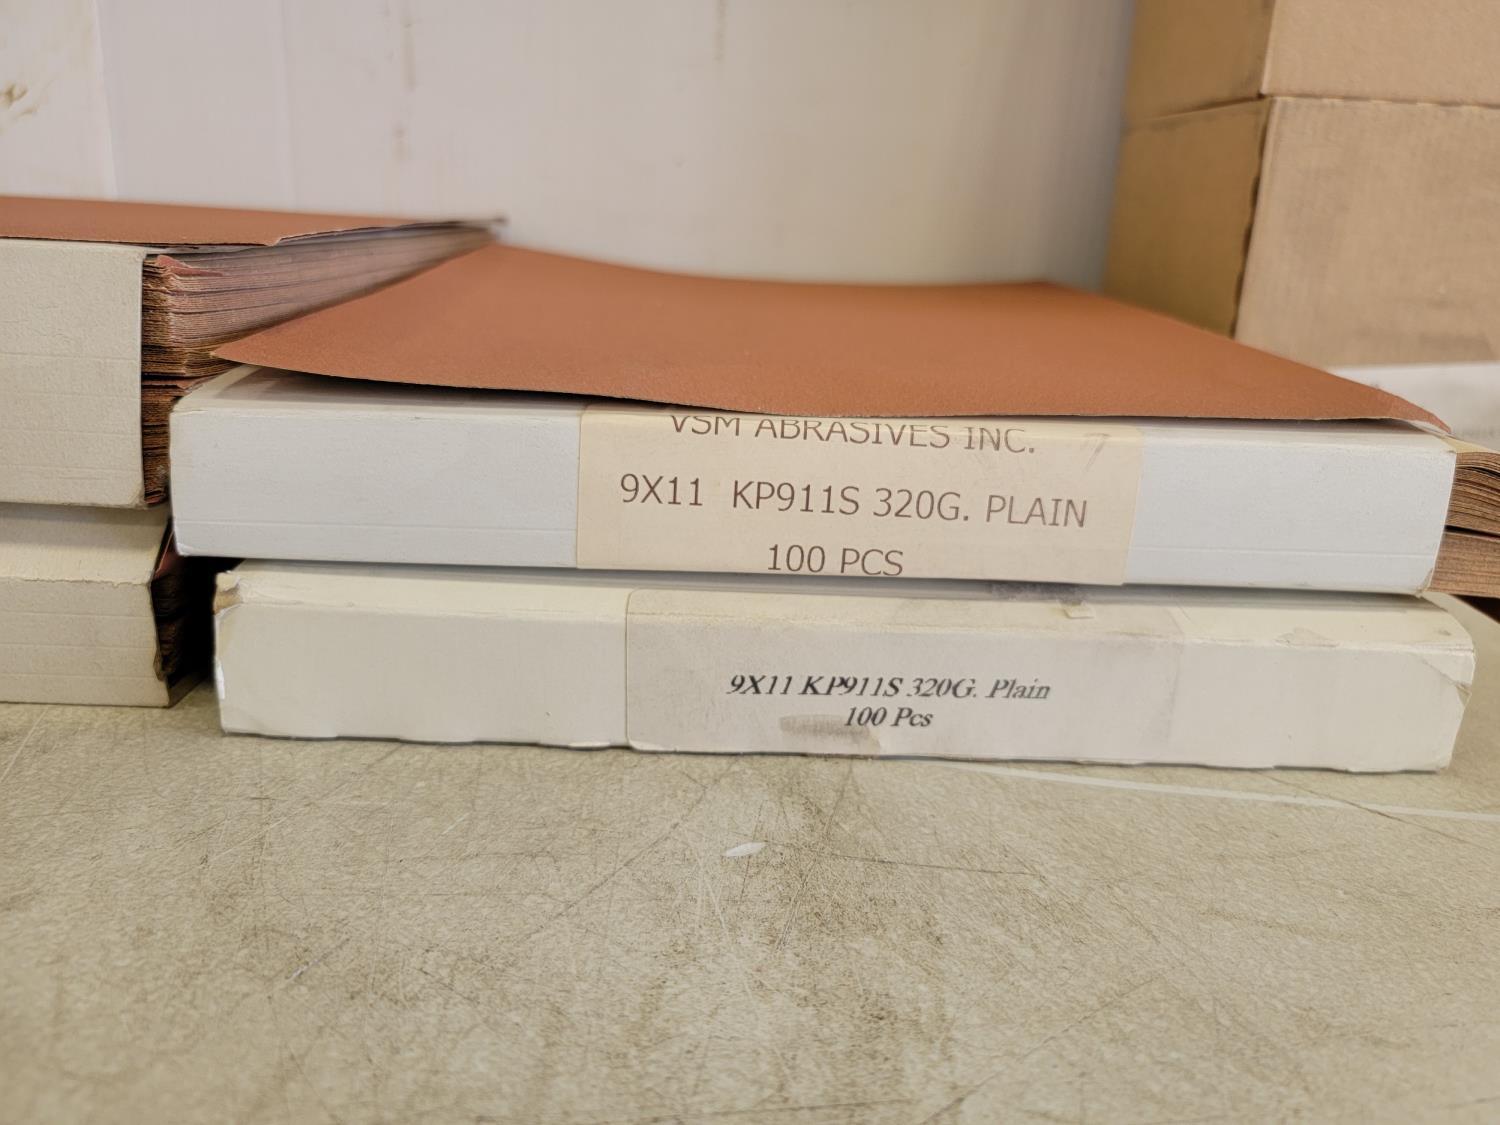 VSM ABRASIVES INC.
9X11 KP911S 320G. PLAIN
100 PCS
9X11 KP911S 320G. Plain
100 Pcs